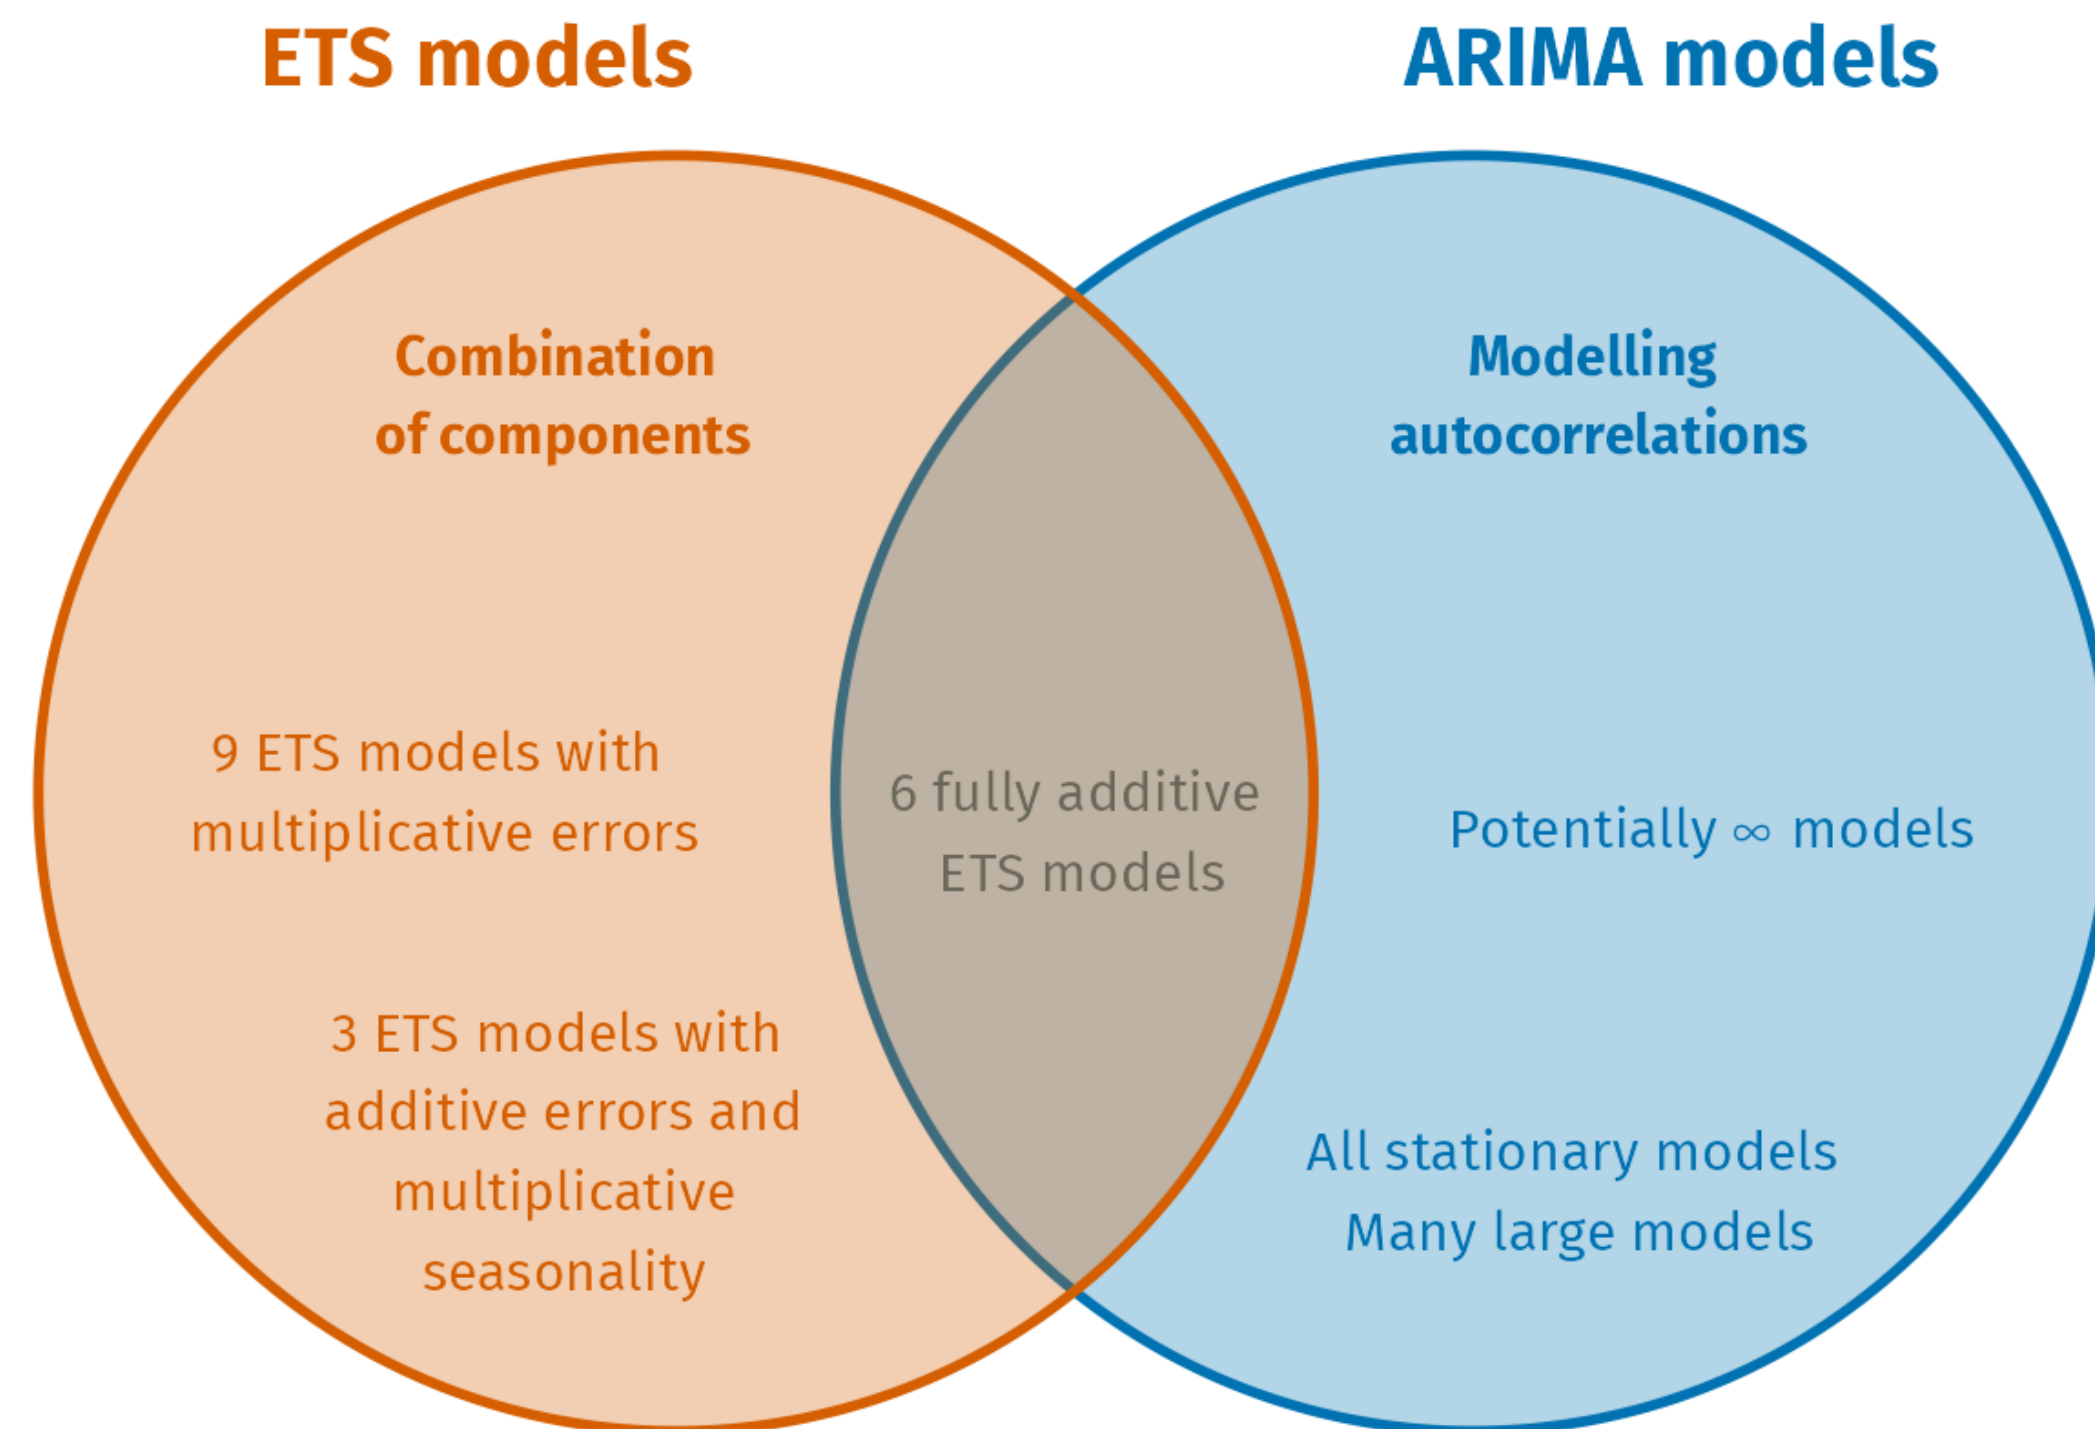 ETS models
ARIMA models
Combination
of components
Modelling
autocorrelations
9 ETS models with
multiplicative errors
6 fully additive
ETS models
Potentially ∞ models
3 ETS models with
additive errors and
multiplicative
seasonality
All stationary models
Many large models